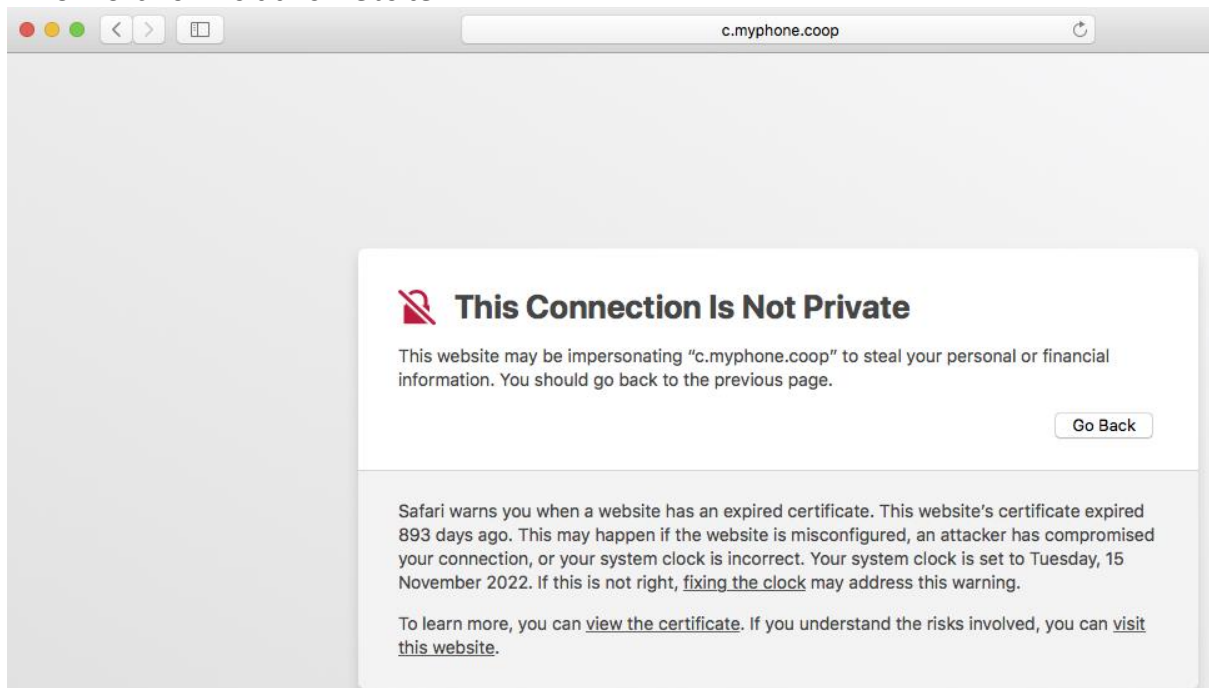 c.myphone.coop
This Connection Is Not Private
This website may be impersonating “c.myphone.coop” to steal your personal or financial
information. You should go back to the previous page.
Go Back
Safari warns you when a website has an expired certificate. This website’s certificate expired
893 days ago. This may happen if the website is misconfigured, an attacker has compromised
your connection, or your system clock is incorrect. Your system clock is set to Tuesday, 15
November 2022. If this is not right, fixing the clock may address this warning.
To learn more, you can view the certificate. If you understand the risks involved, you can visit
this website.